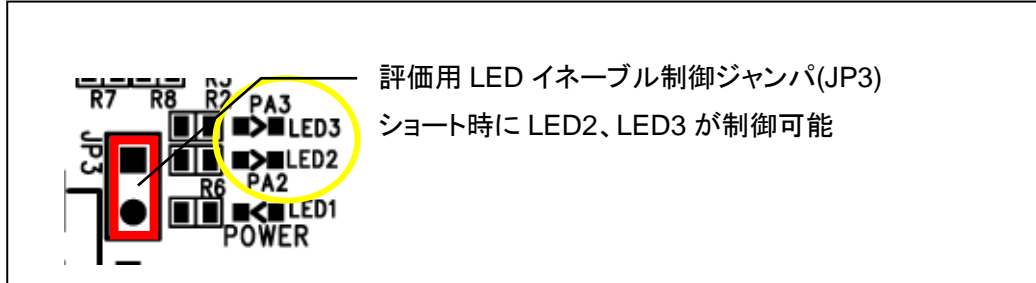 評価用 LED イネーブル制御ジャンパ(JP3)
ショート時に LED2、LED3 が制御可能
R7 R8 R2 PA3
LED3
JP3
LED2
R6 PA2
LED1
POWER